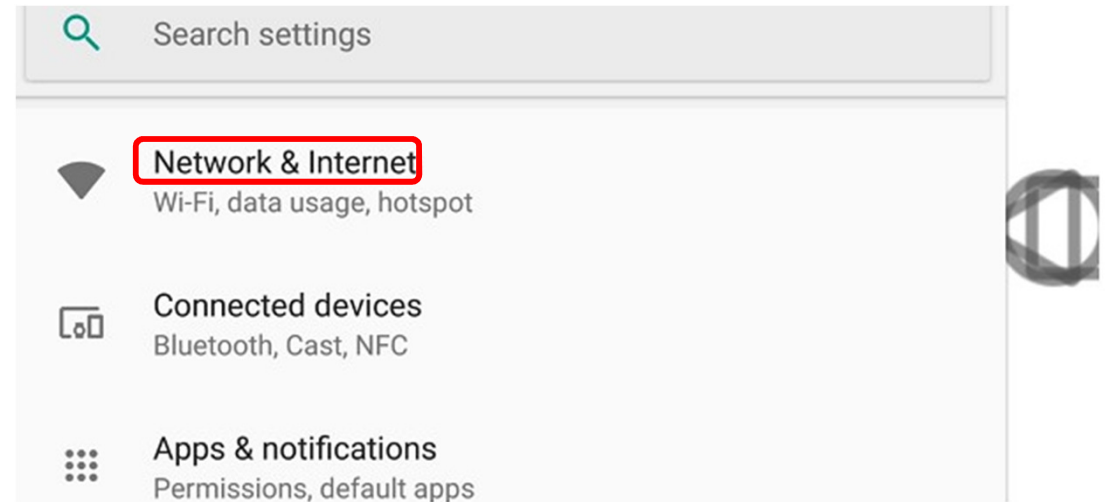 Search settings
Network & Internet
Wi-Fi, data usage, hotspot
Connected devices
Bluetooth, Cast, NFC
Apps & notifications
Permissions, default apps